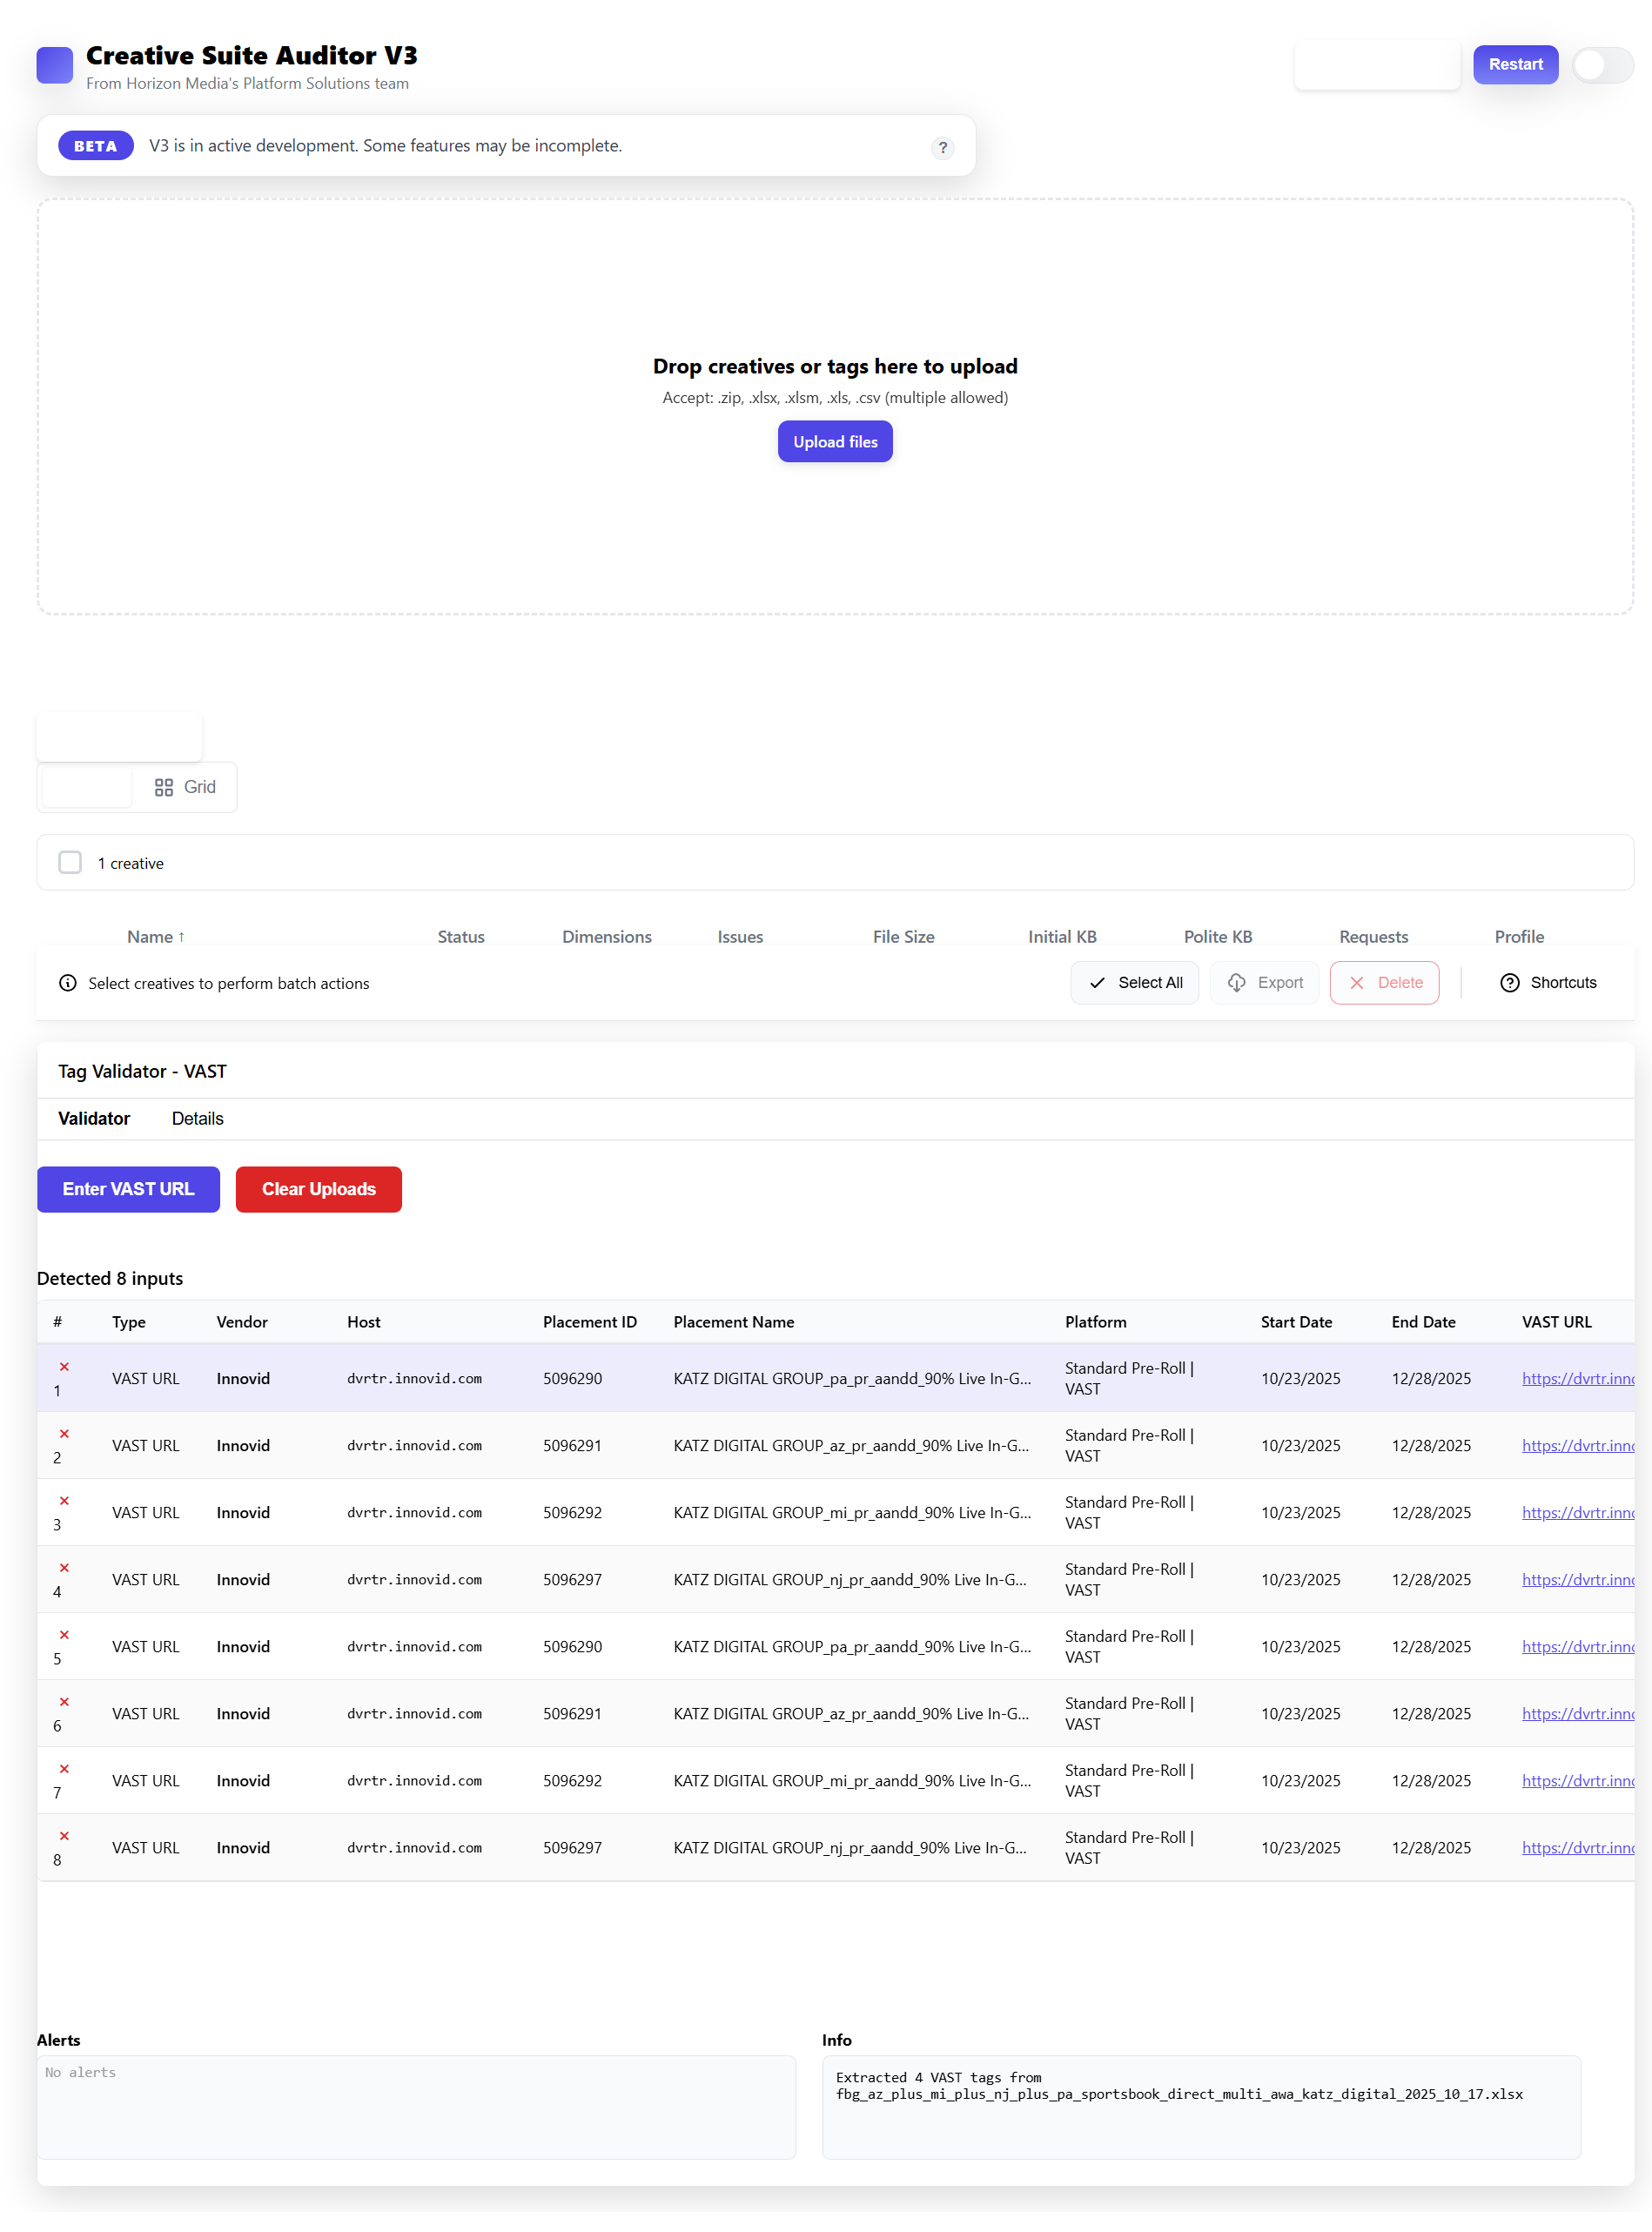 Creative Suite Auditor V3
From Horizon Media's Platform Solutions team
Restart
BETA V3 is in active development. Some features may be incomplete. ?
Drop creatives or tags here to upload
Accept: .zip, .xlsx, .xlsm, .xls, .csv (multiple allowed)
Upload files
Grid
1 creative
Name ↑ Status Dimensions Issues File Size Initial KB Polite KB Requests Profile
Select creatives to perform batch actions Select All Export Delete Shortcuts
Tag Validator - VAST
Validator Details
Enter VAST URL Clear Uploads
Detected 8 inputs
# Type Vendor Host Placement ID Placement Name Platform Start Date End Date VAST URL
× 1 VAST URL Innovid dvrtr.innovid.com 5096290 KATZ DIGITAL GROUP_pa_pr_aandd_90% Live In-G... Standard Pre-Roll | VAST 10/23/2025 12/28/2025 https://dvrtr.inno
× 2 VAST URL Innovid dvrtr.innovid.com 5096291 KATZ DIGITAL GROUP_az_pr_aandd_90% Live In-G... Standard Pre-Roll | VAST 10/23/2025 12/28/2025 https://dvrtr.inno
× 3 VAST URL Innovid dvrtr.innovid.com 5096292 KATZ DIGITAL GROUP_mi_pr_aandd_90% Live In-G... Standard Pre-Roll | VAST 10/23/2025 12/28/2025 https://dvrtr.inno
× 4 VAST URL Innovid dvrtr.innovid.com 5096297 KATZ DIGITAL GROUP_nj_pr_aandd_90% Live In-G... Standard Pre-Roll | VAST 10/23/2025 12/28/2025 https://dvrtr.inno
× 5 VAST URL Innovid dvrtr.innovid.com 5096290 KATZ DIGITAL GROUP_pa_pr_aandd_90% Live In-G... Standard Pre-Roll | VAST 10/23/2025 12/28/2025 https://dvrtr.inno
× 6 VAST URL Innovid dvrtr.innovid.com 5096291 KATZ DIGITAL GROUP_az_pr_aandd_90% Live In-G... Standard Pre-Roll | VAST 10/23/2025 12/28/2025 https://dvrtr.inno
× 7 VAST URL Innovid dvrtr.innovid.com 5096292 KATZ DIGITAL GROUP_mi_pr_aandd_90% Live In-G... Standard Pre-Roll | VAST 10/23/2025 12/28/2025 https://dvrtr.inno
× 8 VAST URL Innovid dvrtr.innovid.com 5096297 KATZ DIGITAL GROUP_nj_pr_aandd_90% Live In-G... Standard Pre-Roll | VAST 10/23/2025 12/28/2025 https://dvrtr.inno
Alerts
No alerts
Info
Extracted 4 VAST tags from
fbg_az_plus_mi_plus_nj_plus_pa_sportsbook_direct_multi_awa_katz_digital_2025_10_17.xlsx